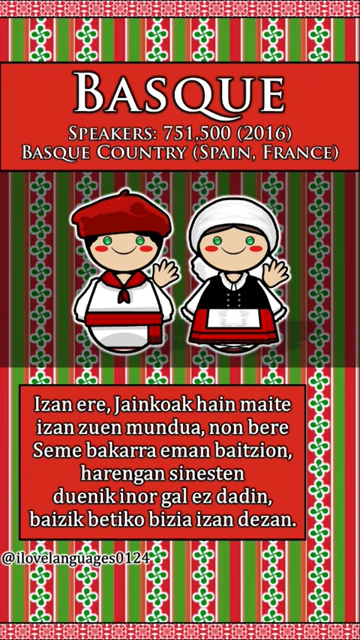 BASQUE
SPEAKERS: 751,500 (2016)
BASQUE COUNTRY (SPAIN, FRANCE)
Izan ere, Jainkoak hain maite
izan zuen mundua, non bere
Seme bakarra eman baitzion,
harengan sinesten
duenik inor gal ez dadin,
baizik betiko bizia izan dezan.
@ilovelanguages0124